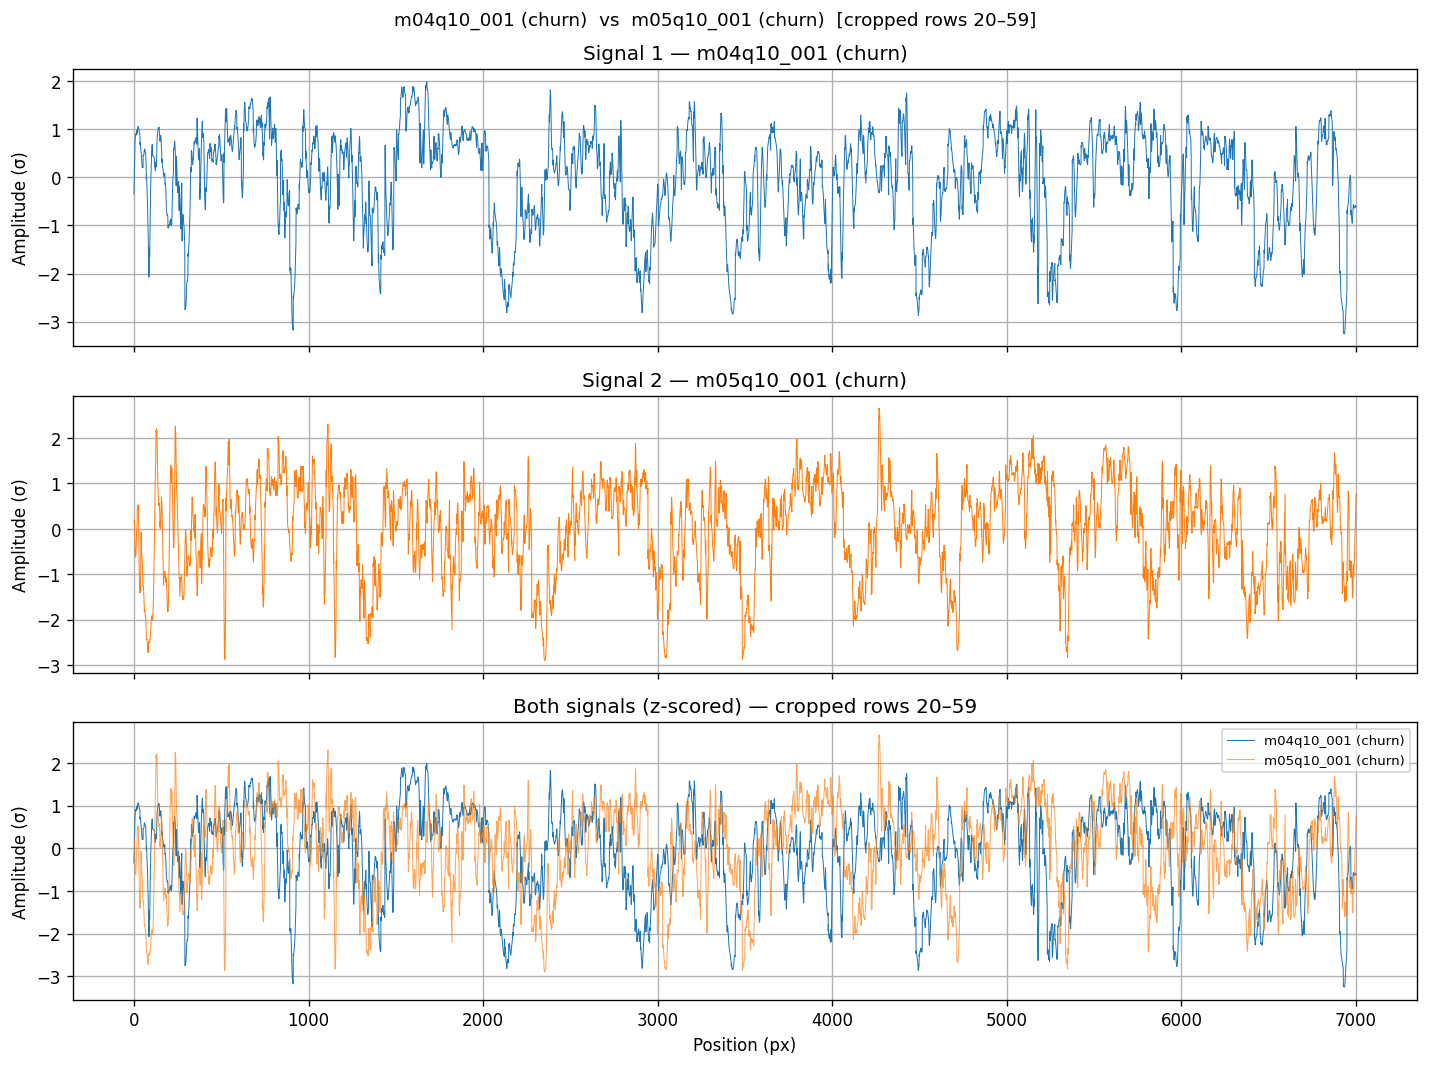 m04q10_001 (churn)  vs  m05q10_001 (churn)  [cropped rows 20–59]
Signal 1 — m04q10_001 (churn)
Amplitude (σ)
2
1
0
−1
−2
−3
Signal 2 — m05q10_001 (churn)
Amplitude (σ)
2
1
0
−1
−2
−3
Both signals (z-scored) — cropped rows 20–59
Amplitude (σ)
2
1
0
−1
−2
−3
m04q10_001 (churn)
m05q10_001 (churn)
0 1000 2000 3000 4000 5000 6000 7000
Position (px)